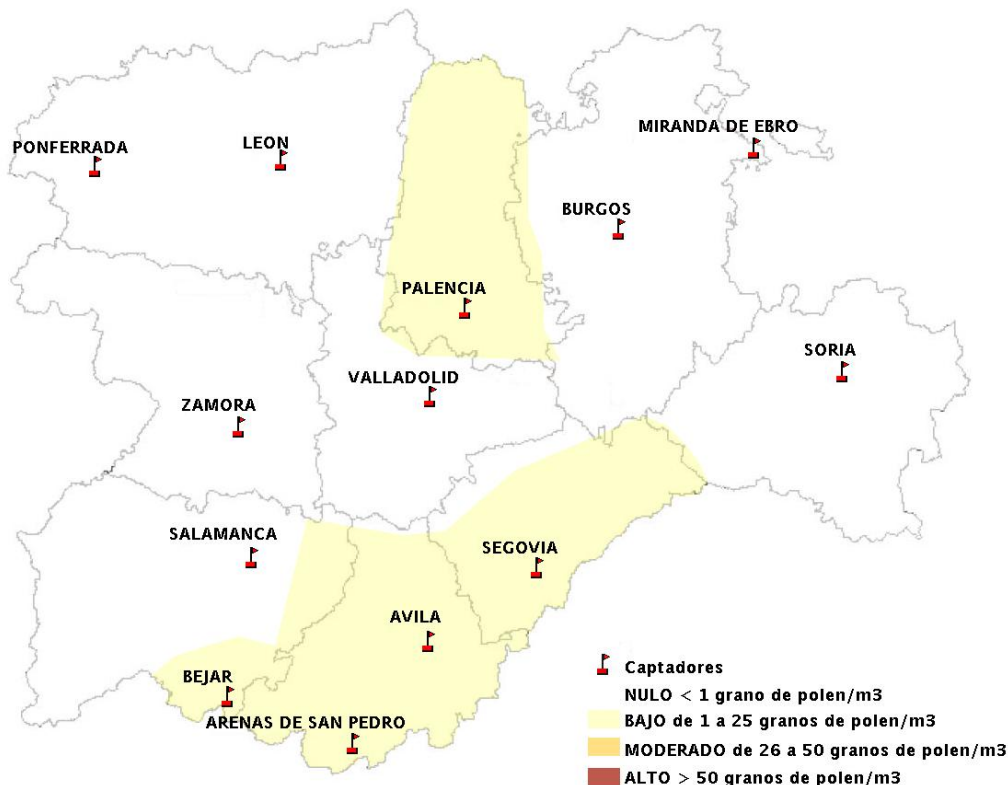 MIRANDA DE EBRO
PONFERRADA
LEON
BURGOS
PALENCIA
SORIA
VALLADOLID
ZAMORA
SALAMANCA
SEGOVIA
AVILA
BEJAR
ARENAS DE SAN PEDRO
Captadores
NULO < 1 grano de polen/m3
BAJO de 1 a 25 granos de polen/m3
MODERADO de 26 a 50 granos de polen/m3
ALTO > 50 granos de polen/m3